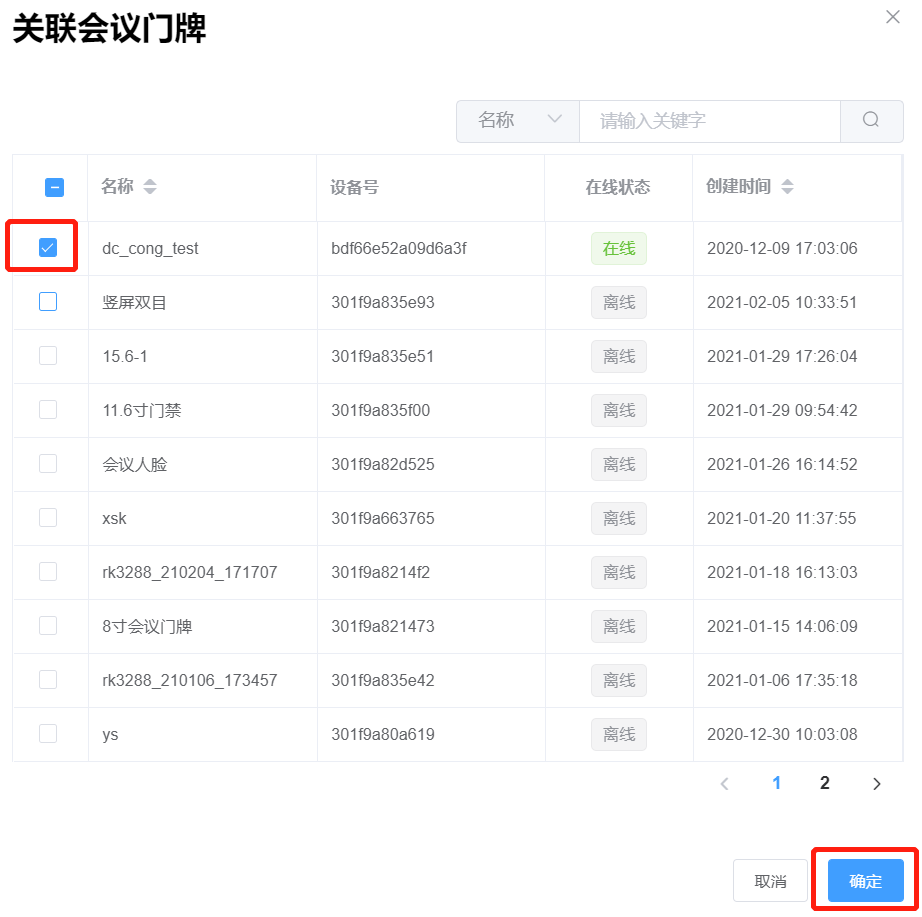 关联会议门牌
名称 请输入关键字
名称 设备号 在线状态 创建时间
dc_cong_test bdf66e52a09d6a3f 在线 2020-12-09 17:03:06
竖屏双目 301f9a835e93 离线 2021-02-05 10:33:51
15.6-1 301f9a835e51 离线 2021-01-29 17:26:04
11.6寸门禁 301f9a835f00 离线 2021-01-29 09:54:42
会议人脸 301f9a82d525 离线 2021-01-26 16:14:52
xsk 301f9a663765 离线 2021-01-20 11:37:55
rk3288_210204_171707 301f9a8214f2 离线 2021-01-18 16:13:03
8寸会议门牌 301f9a821473 离线 2021-01-15 14:06:09
rk3288_210106_173457 301f9a835e42 离线 2021-01-06 17:35:18
ys 301f9a80a619 离线 2020-12-30 10:03:08
1 2
取消 确定